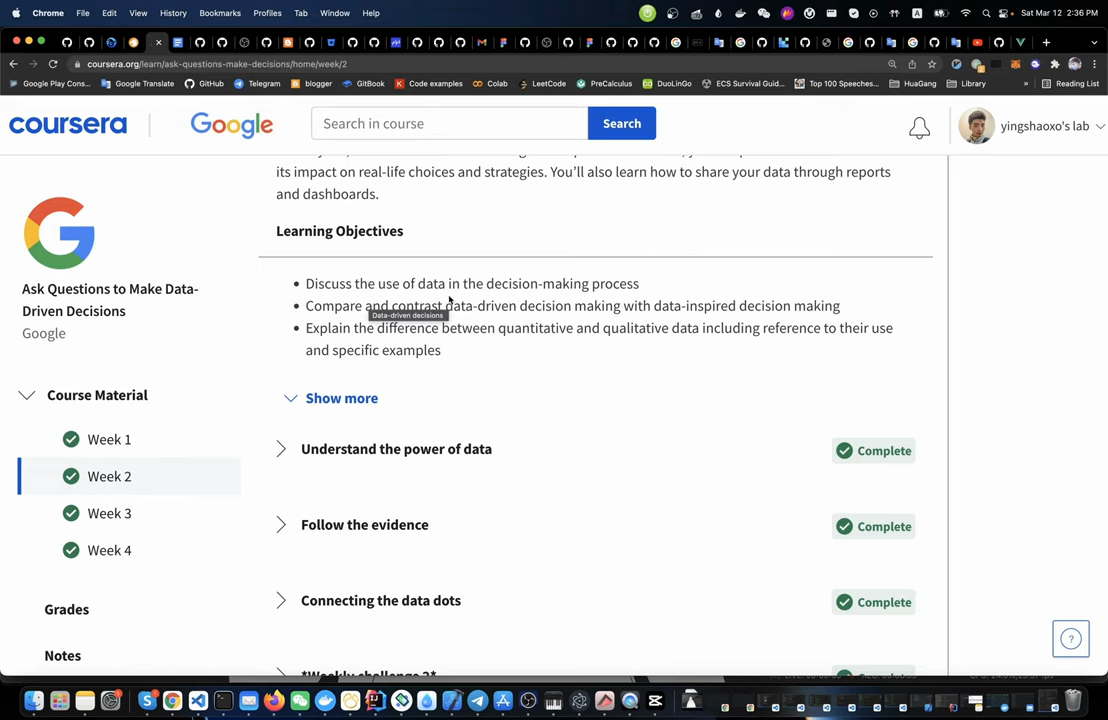 Chrome File Edit View History Bookmarks Profiles Tab Window Help Sat Mar 12 2:36 PM
coursera.org/learn/ask-questions-make-decisions/home/week/2
Google Play Cons... Google Translate GitHub Telegram blogger GitBook Code examples Colab LeetCode PreCalculus DuoLinGo ECS Survival Guid... Top 100 Speeches... HuaGang Library » Reading List
coursera Google Search in course Search yingshaoxo's lab
its impact on real-life choices and strategies. You'll also learn how to share your data through reports
and dashboards.
Learning Objectives
Discuss the use of data in the decision-making process
Compare and contrast data-driven decision making with data-inspired decision making
Data-driven decisions
Explain the difference between quantitative and qualitative data including reference to their use
and specific examples
Show more
Understand the power of data Complete
Follow the evidence Complete
Connecting the data dots Complete
Ask Questions to Make Data-
Driven Decisions
Google
Course Material
Week 1
Week 2
Week 3
Week 4
Grades
Notes